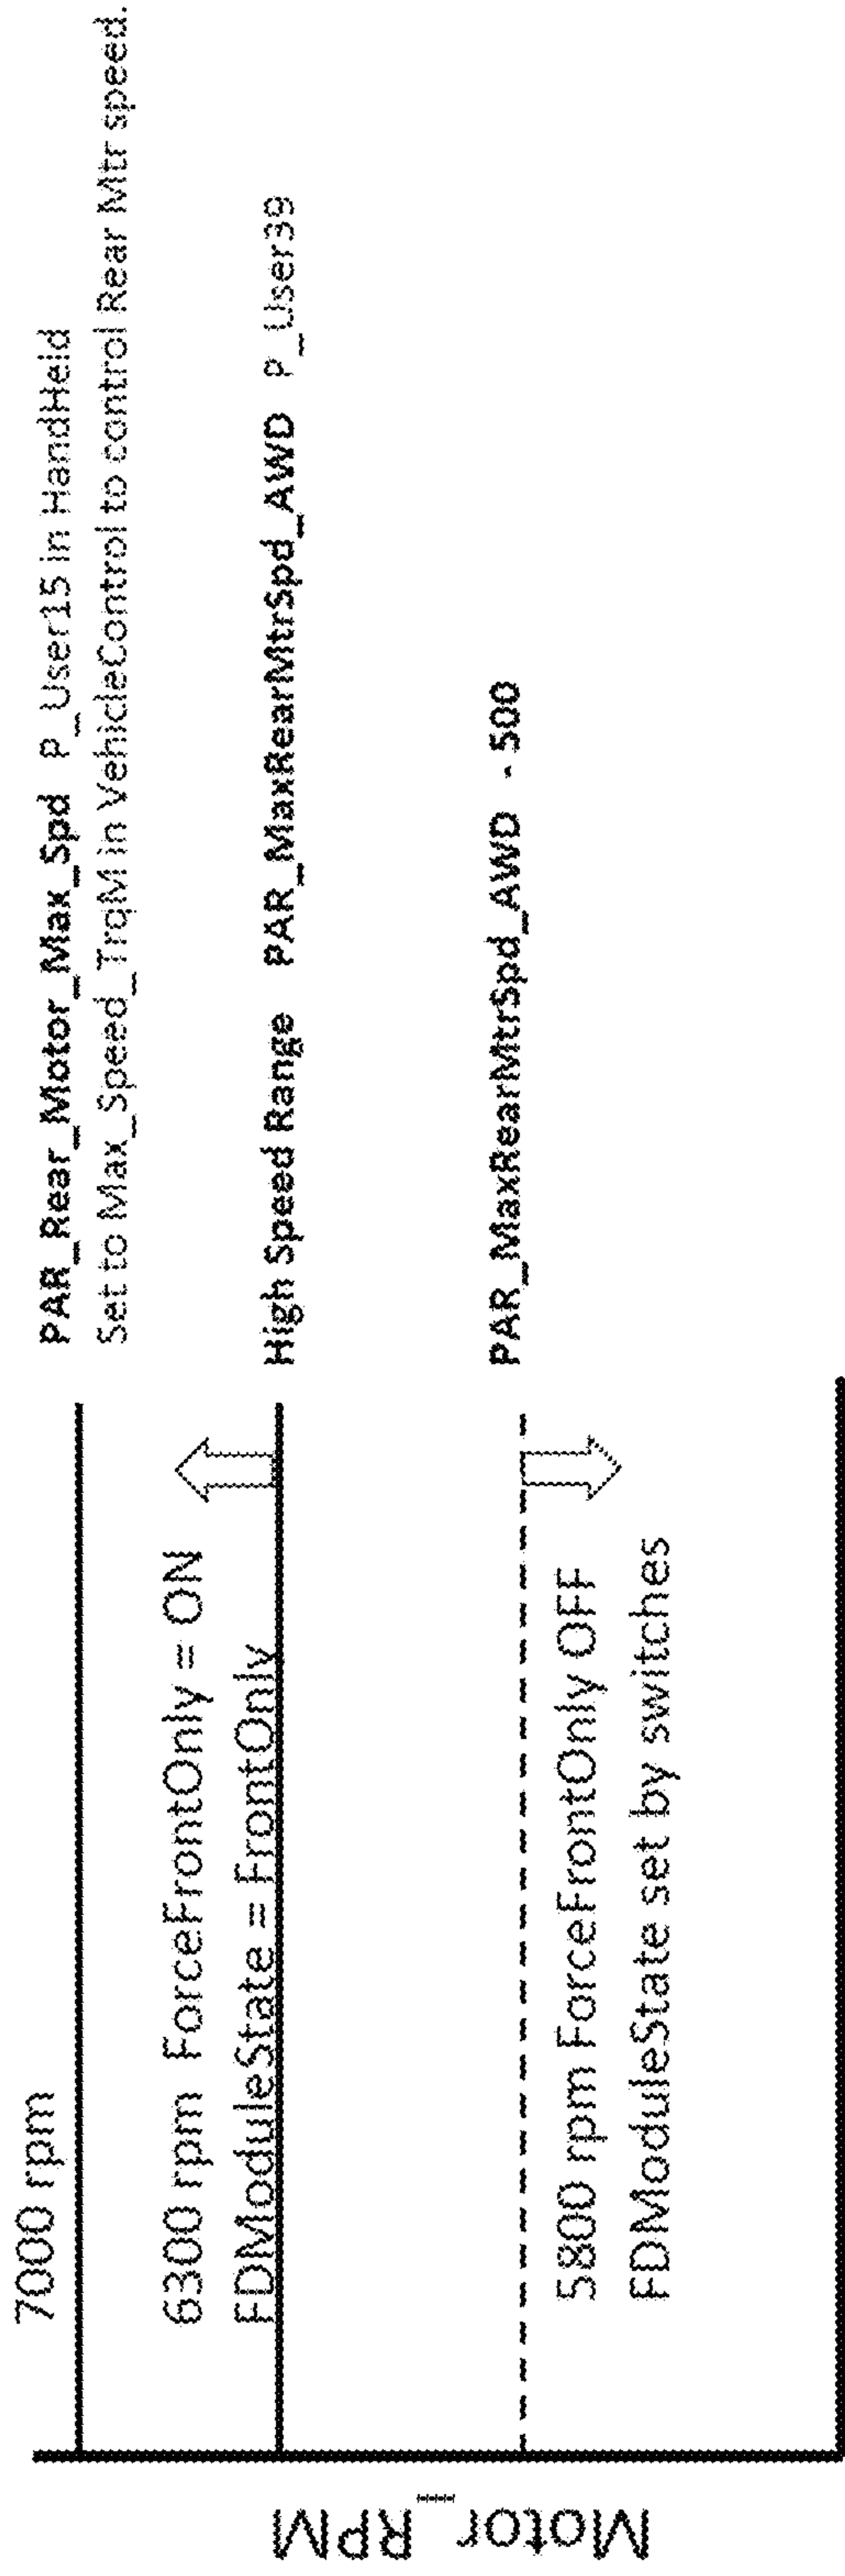 7000 rpm
PAR_Rear_Motor_Max_Spd P_User15 in HandHeld
Set to Max_Speed_TrqM in VehicleControl to control Rear Mtr speed.
6300 rpm ForceFrontOnly = ON
FDModuleState = FrontOnly
High Speed Range PAR_MaxRearMtrSpd_AWD P_User39
PAR_MaxRearMtrSpd_AWD - 500
5800 rpm ForceFrontOnly OFF
FDModuleState set by switches
Motor_RPM